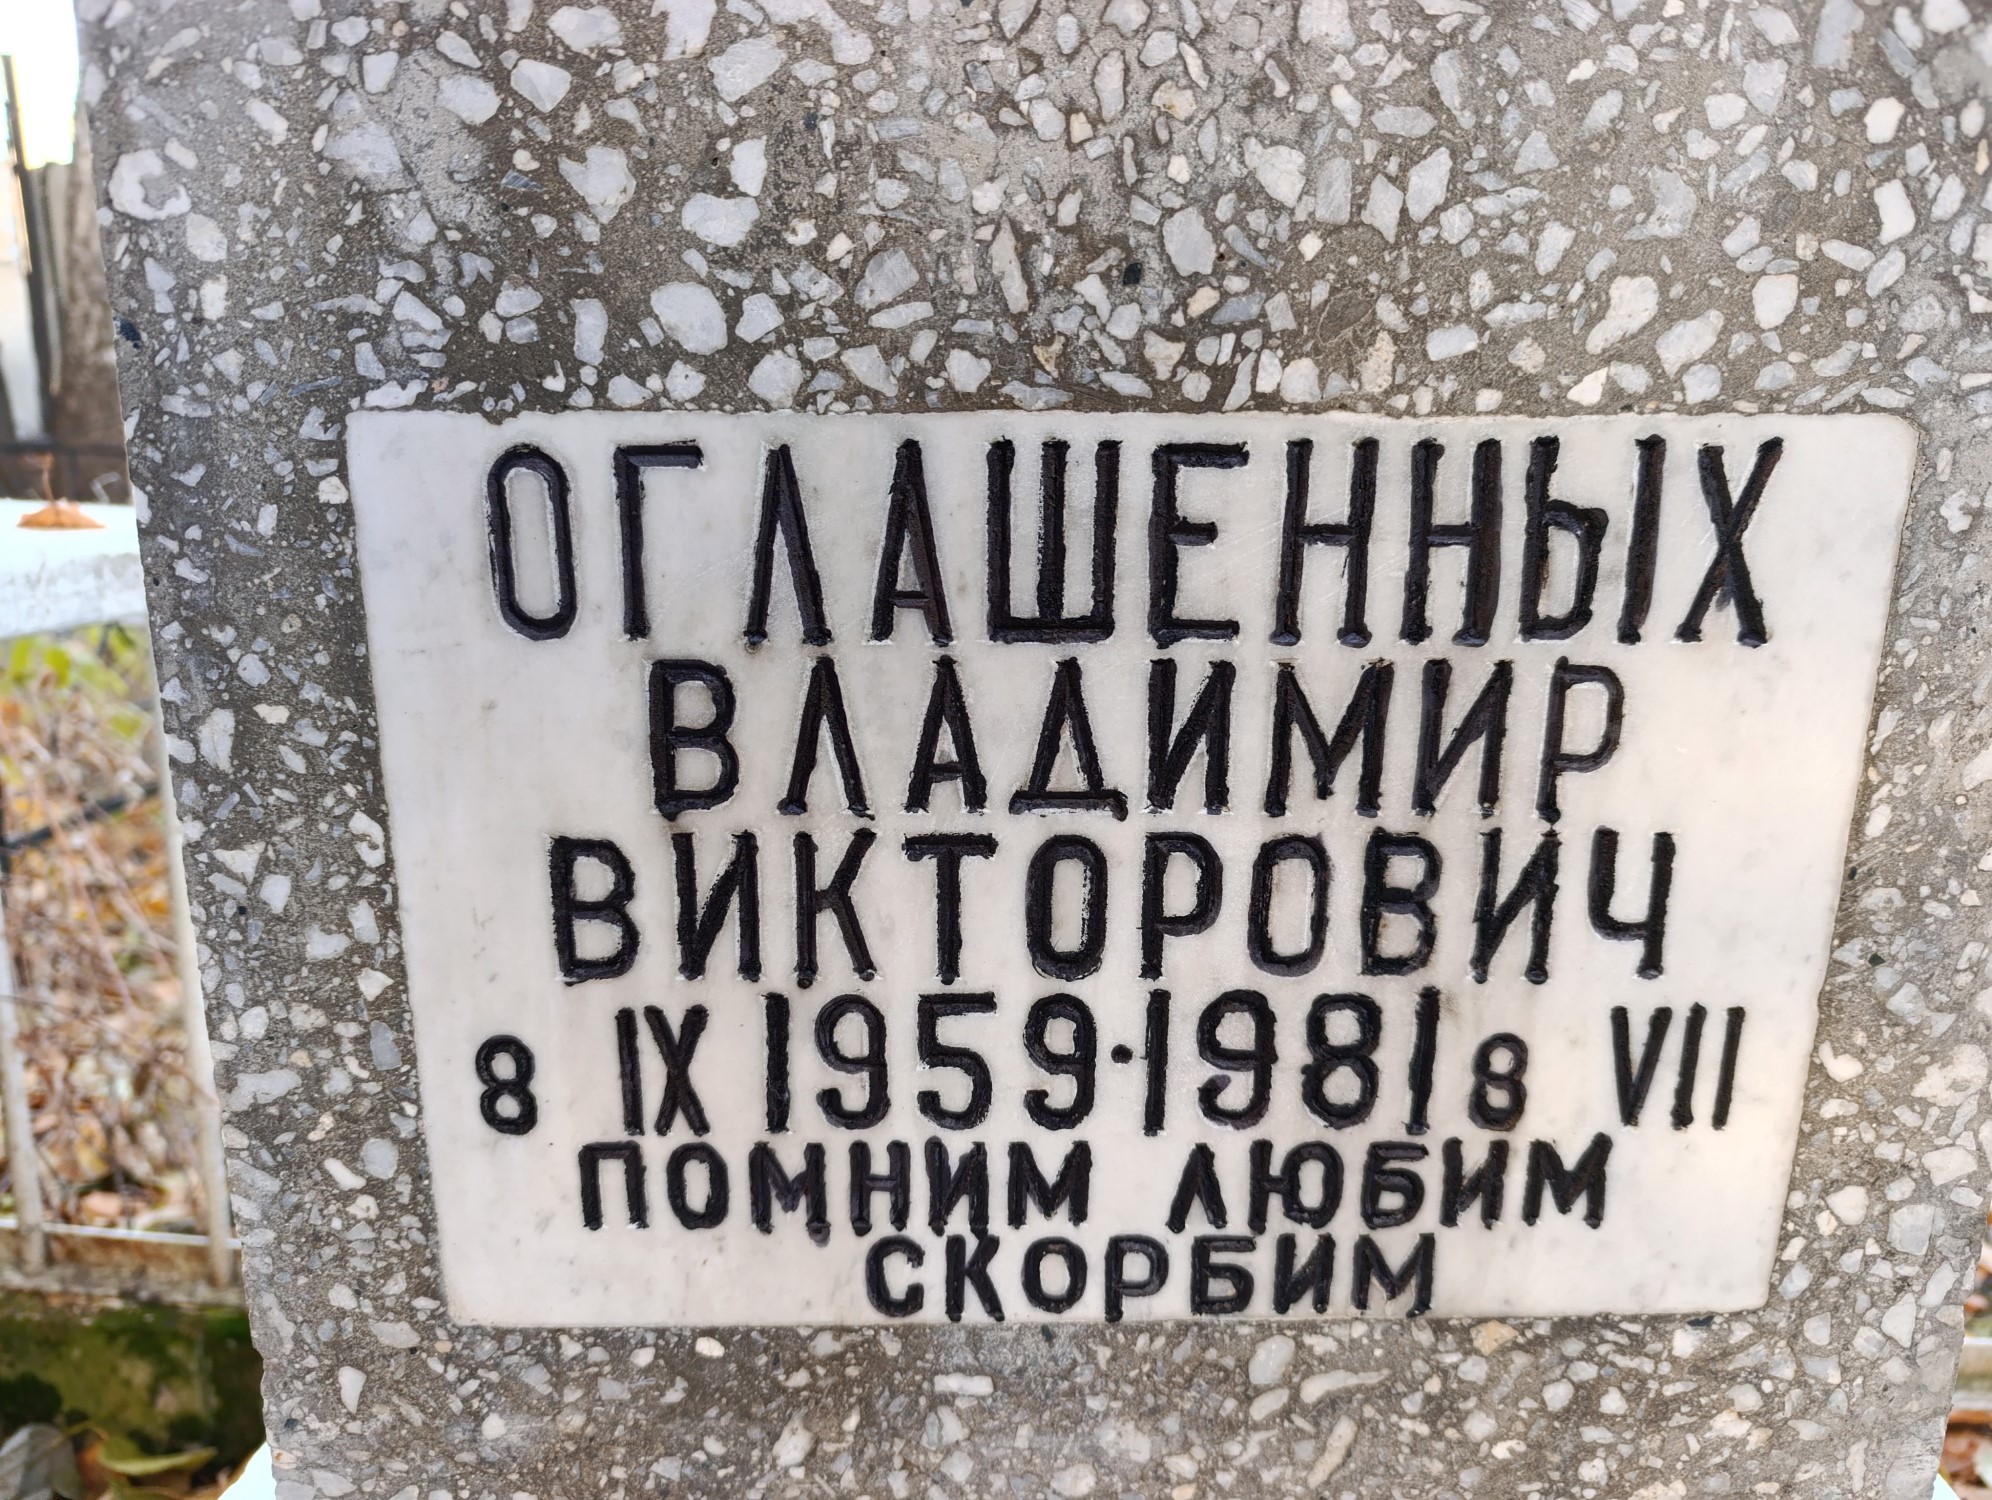 ОГЛАШЕННЫХ
ВЛАДИМИР
ВИКТОРОВИЧ
8 IX 1959·1981 8 VII
ПОМНИМ ЛЮБИМ
СКОРБИМ